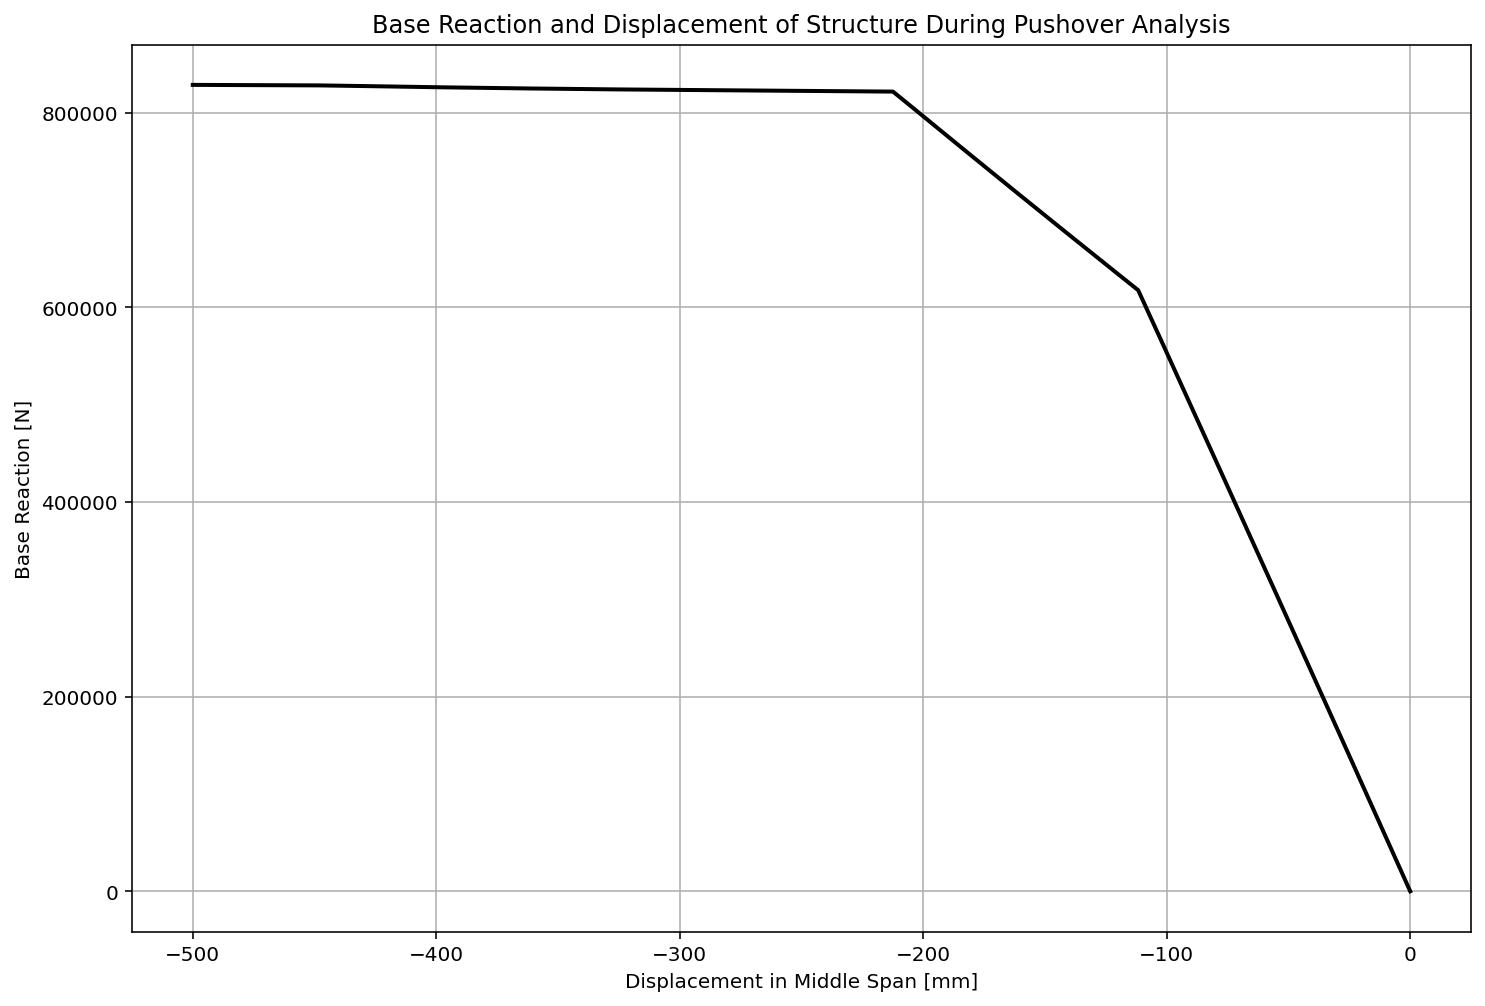 Base Reaction and Displacement of Structure During Pushover Analysis
Base Reaction [N]
800000
600000
400000
200000
0
−500 −400 −300 −200 −100 0
Displacement in Middle Span [mm]